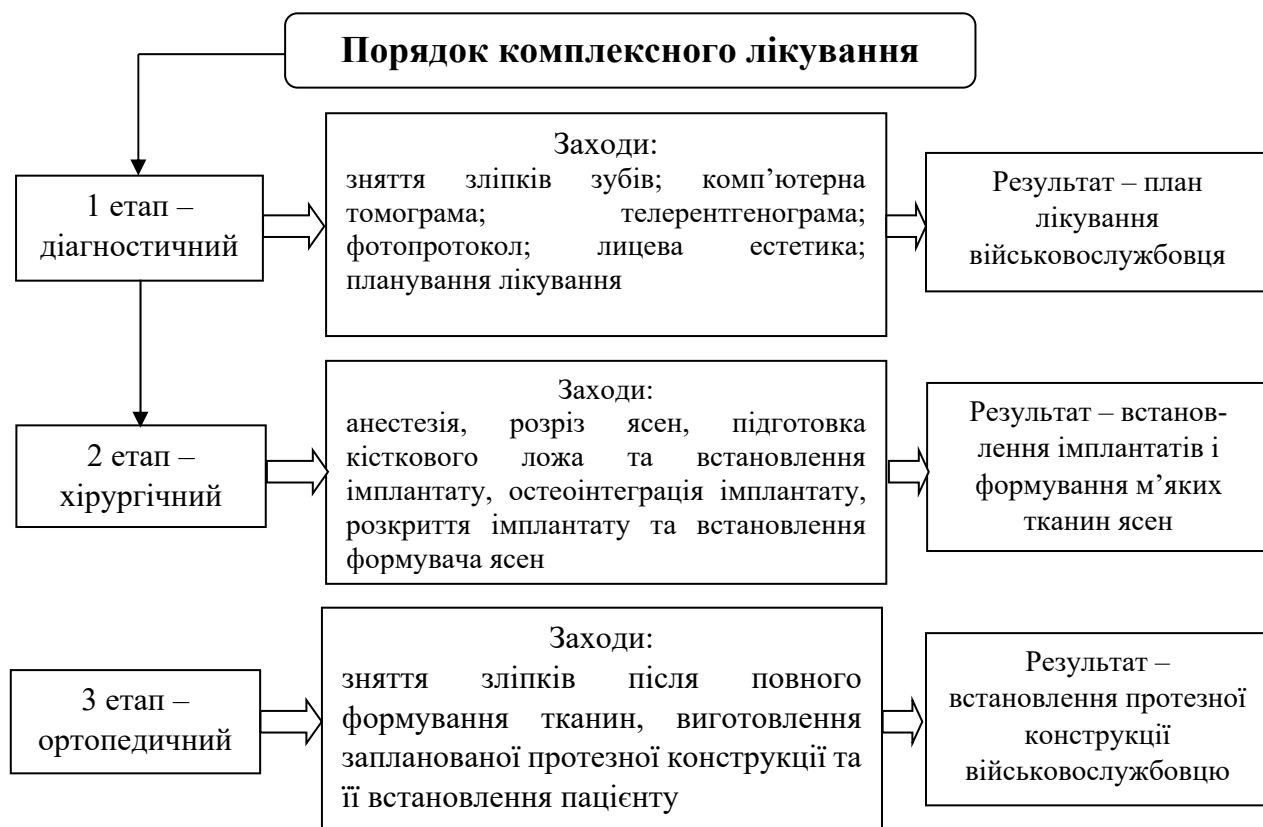 Порядок комплексного лікування
1 етап –
діагностичний
Заходи:
зняття зліпків зубів; комп’ютерна
томограма; телерентгенограма;
фотопротокол; лицева естетика;
планування лікування
Результат – план
лікування
військовослужбовця
2 етап –
хірургічний
Заходи:
анестезія, розріз ясен, підготовка
кісткового ложа та встановлення
імплантату, остеоінтеграція імплантату,
розкриття імплантату та встановлення
формувача ясен
Результат – встанов-
лення імплантатів і
формування м’яких
тканин ясен
3 етап –
ортопедичний
Заходи:
зняття зліпків після повного
формування тканин, виготовлення
запланованої протезної конструкції та
її встановлення пацієнту
Результат –
встановлення протезної
конструкції
військовослужбовцю